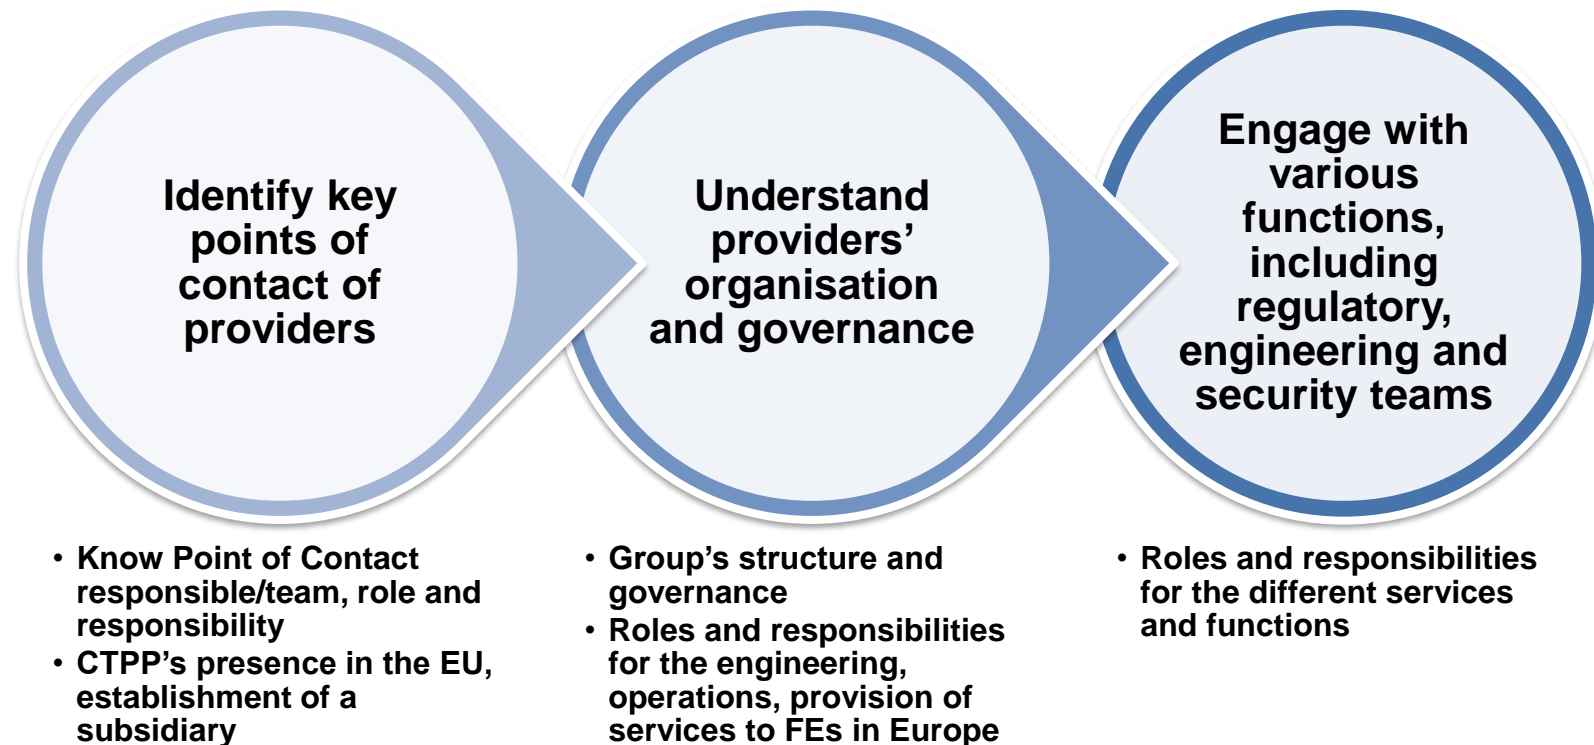 Identify key
points of
contact of
providers
Understand
providers’
organisation
and governance
Engage with
various
functions,
including
regulatory,
engineering and
security teams
• Know Point of Contact
responsible/team, role and
responsibility
• CTPP’s presence in the EU,
establishment of a
subsidiary
• Group’s structure and
governance
• Roles and responsibilities
for the engineering,
operations, provision of
services to FEs in Europe
• Roles and responsibilities
for the different services
and functions